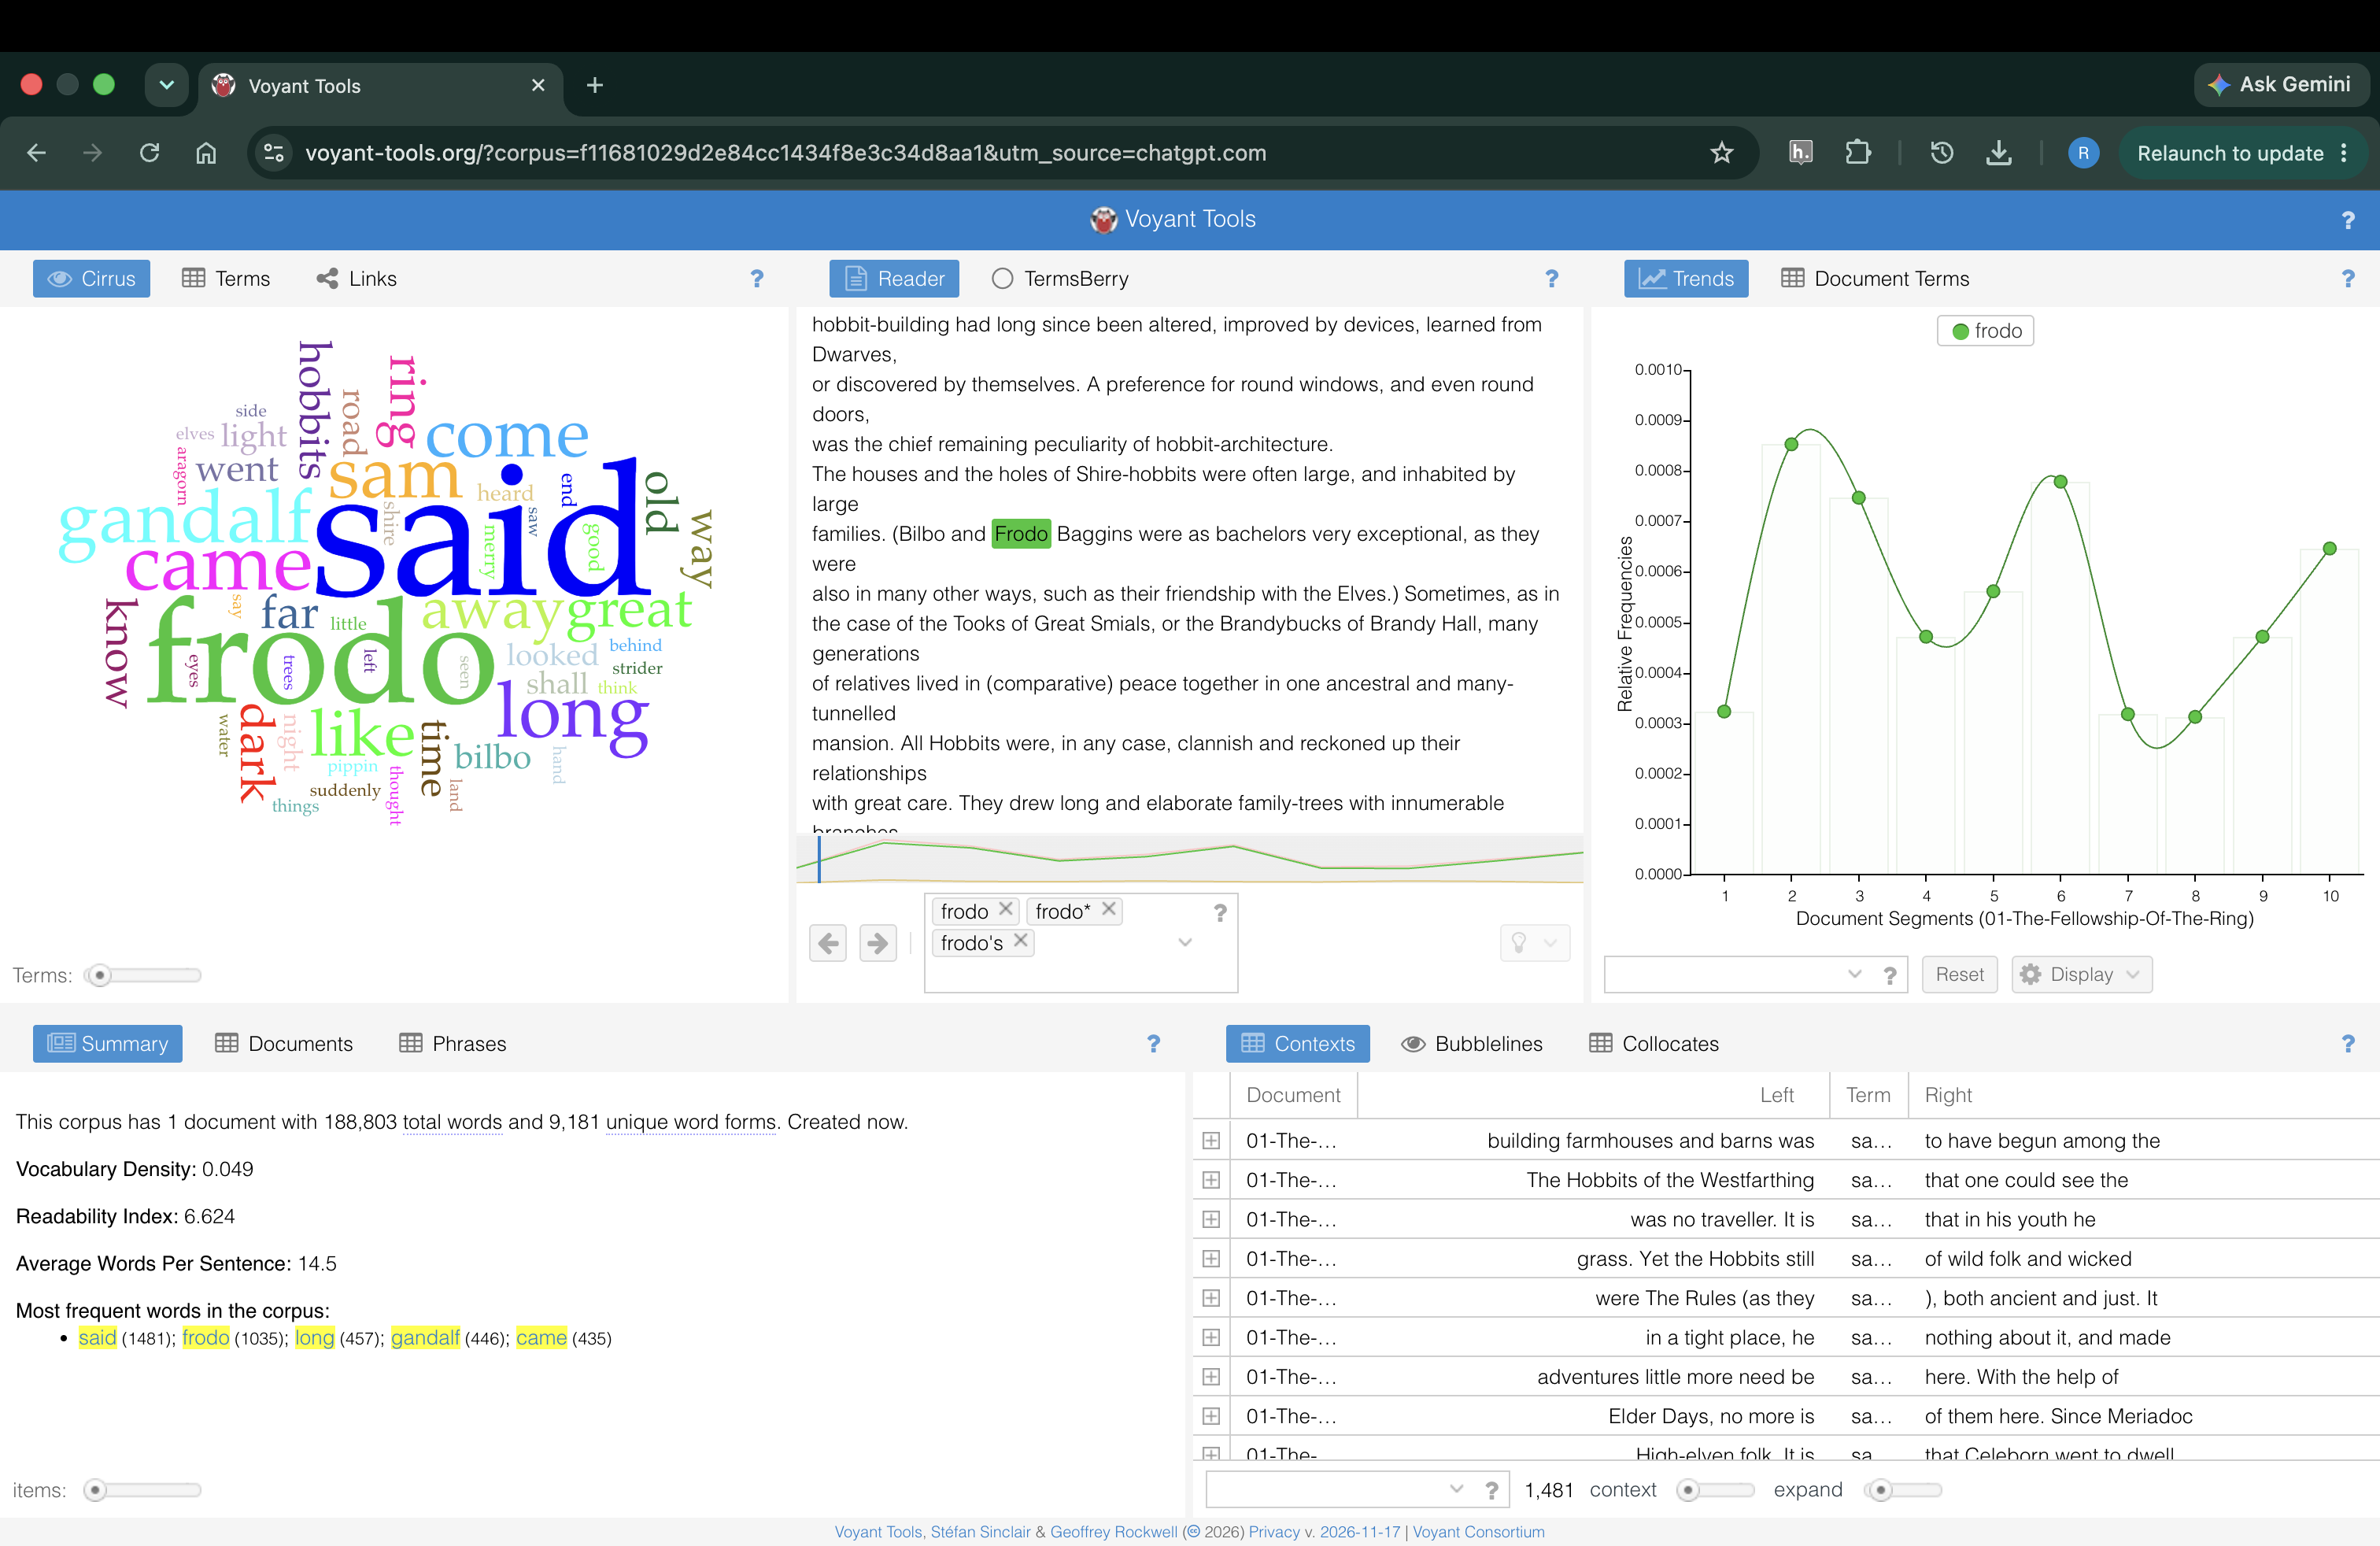 Voyant Tools
Ask Gemini
voyant-tools.org/?corpus=f11681029d2e84cc1434f8e3c34d8aa1&utm_source=chatgpt.com
h.
R
Relaunch to update
Voyant Tools
?
Cirrus Terms Links ?
hobbits
ring
road
side
elves
light
come
aragorn
went
sam
heard
end
old
gandalf
shire
said
saw
merry
good
way
came
know
say
far
little
away
great
frodo
eyes
trees
left
seen
looked
behind
strider
shall
think
long
water
dark
night
like
time
bilbo
hand
pippin
thought
suddenly
land
things
Terms:
Reader TermsBerry ?
hobbit-building had long since been altered, improved by devices, learned from
Dwarves,
or discovered by themselves. A preference for round windows, and even round
doors,
was the chief remaining peculiarity of hobbit-architecture.
The houses and the holes of Shire-hobbits were often large, and inhabited by
large
families. (Bilbo and Frodo Baggins were as bachelors very exceptional, as they
were
also in many other ways, such as their friendship with the Elves.) Sometimes, as in
the case of the Tooks of Great Smials, or the Brandybucks of Brandy Hall, many
generations
of relatives lived in (comparative) peace together in one ancestral and many-
tunnelled
mansion. All Hobbits were, in any case, clannish and reckoned up their
relationships
with great care. They drew long and elaborate family-trees with innumerable
branches
frodo frodo* ?
frodo's
Trends Document Terms ?
frodo
0.0010
0.0009
0.0008
0.0007
0.0006
0.0005
0.0004
0.0003
0.0002
0.0001
0.0000
Relative Frequencies
1 2 3 4 5 6 7 8 9 10
Document Segments (01-The-Fellowship-Of-The-Ring)
? Reset Display
Summary Documents Phrases ?
This corpus has 1 document with 188,803 total words and 9,181 unique word forms. Created now.
Vocabulary Density: 0.049
Readability Index: 6.624
Average Words Per Sentence: 14.5
Most frequent words in the corpus:
• said (1481); frodo (1035); long (457); gandalf (446); came (435)
items:
Contexts Bubblelines Collocates ?
Document Left Term Right
01-The-... building farmhouses and barns was sa... to have begun among the
01-The-... The Hobbits of the Westfarthing sa... that one could see the
01-The-... was no traveller. It is sa... that in his youth he
01-The-... grass. Yet the Hobbits still sa... of wild folk and wicked
01-The-... were The Rules (as they sa... ), both ancient and just. It
01-The-... in a tight place, he sa... nothing about it, and made
01-The-... adventures little more need be sa... here. With the help of
01-The-... Elder Days, no more is sa... of them here. Since Meriadoc
01-The- High-elven folk. It is sa that Celeborn went to dwell
? 1,481 context expand
Voyant Tools, Stéfan Sinclair & Geoffrey Rockwell (© 2026) Privacy v. 2026-11-17 | Voyant Consortium